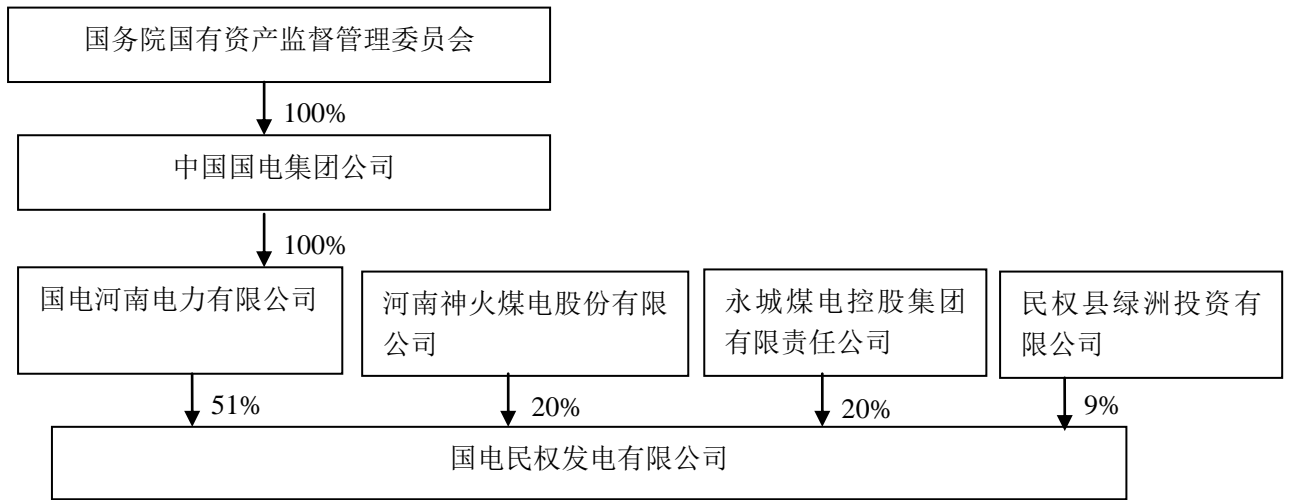 国务院国有资产监督管理委员会
100%
中国国电集团公司
100%
国电河南电力有限公司
河南神火煤电股份有限
公司
永城煤电控股集团
有限责任公司
民权县绿洲投资有
限公司
51%
20%
20%
9%
国电民权发电有限公司